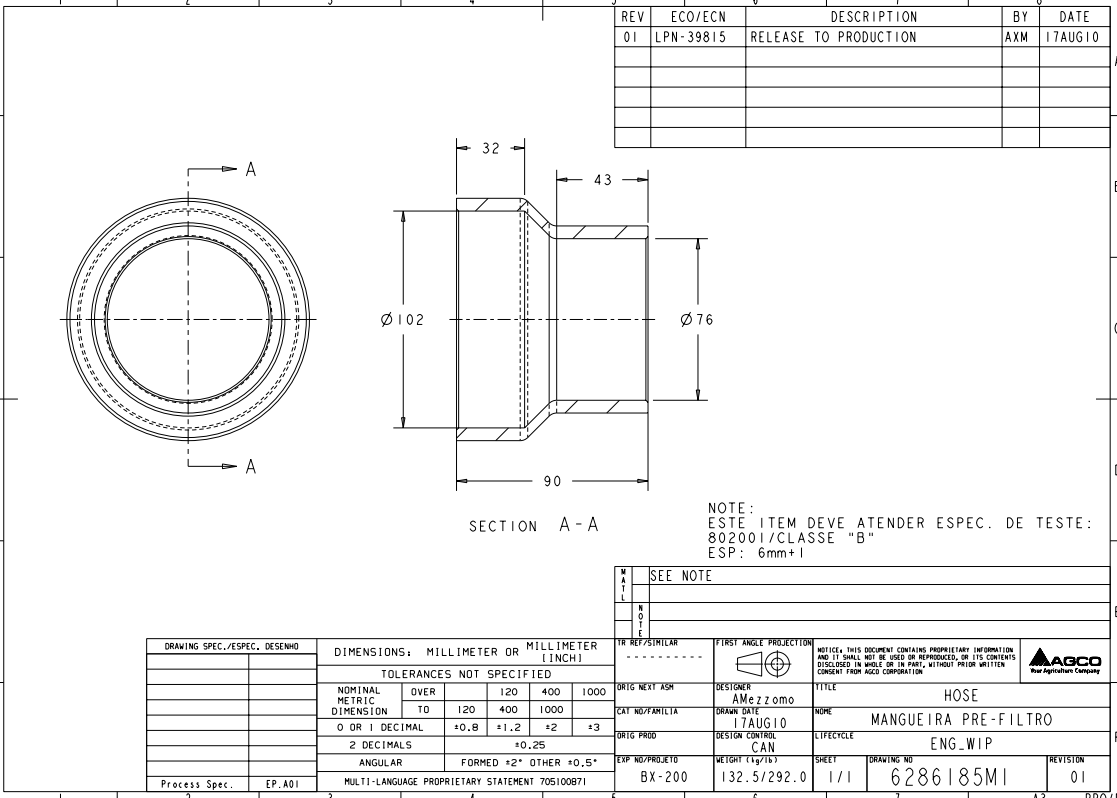 REV ECO/ECN DESCRIPTION BY DATE
01 LPN-39815 RELEASE TO PRODUCTION AXM 17AUG10
32
43
A
Ø102
Ø76
A
90
SECTION A-A
NOTE:
ESTE ITEM DEVE ATENDER ESPEC. DE TESTE:
802001/CLASSE "B"
ESP: 6mm+1
MATL SEE NOTE
NOTE
DRAWING SPEC./ESPEC. DESENHO
Process Spec. EP.A01
DIMENSIONS: MILLIMETER OR MILLIMETER
[INCH]
TOLERANCES NOT SPECIFIED
NOMINAL METRIC DIMENSION OVER 120 400 1000
TO 120 400 1000
0 OR 1 DECIMAL ±0.8 ±1.2 ±2 ±3
2 DECIMALS ±0.25
ANGULAR FORMED ±2° OTHER ±0.5°
MULTI-LANGUAGE PROPRIETARY STATEMENT 70510087I
TR REF/SIMILAR
----------
FIRST ANGLE PROJECTION
NOTICE: THIS DOCUMENT CONTAINS PROPRIETARY INFORMATION
AND IT SHALL NOT BE USED OR REPRODUCED, OR ITS CONTENTS
DISCLOSED IN WHOLE OR IN PART, WITHOUT PRIOR WRITTEN
CONSENT FROM AGCO CORPORATION
AGCO
Your Agriculture Company
ORIG NEXT ASM
DESIGNER
AMezzomo
TITLE
HOSE
CAT NO/FAMILIA
DRAWN DATE
17AUG10
NOME
MANGUEIRA PRE-FILTRO
ORIG PROD
DESIGN CONTROL
CAN
LIFECYCLE
ENG_WIP
EXP NO/PROJETO
BX-200
WEIGHT (kg/lb)
132.5/292.0
SHEET
1/1
DRAWING NO
6286185M1
REVISION
01